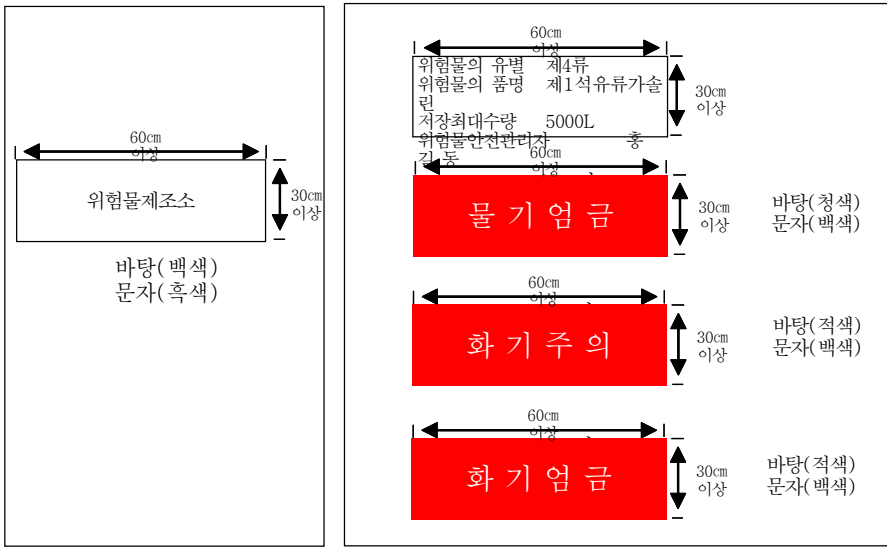 60cm
이상
위험물제조소
30cm
이상
바탕(백색)
문자(흑색)
60cm
이상
위험물의 유별 제4류
위험물의 품명 제1석유류가솔
린
저장최대수량 5000L
위험물안전관리자 홍
길 동
30cm
이상
60cm
이상
물 기 엄 금
30cm
이상
바탕(청색)
문자(백색)
60cm
이상
화 기 주 의
30cm
이상
바탕(적색)
문자(백색)
60cm
이상
화 기 엄 금
30cm
이상
바탕(적색)
문자(백색)